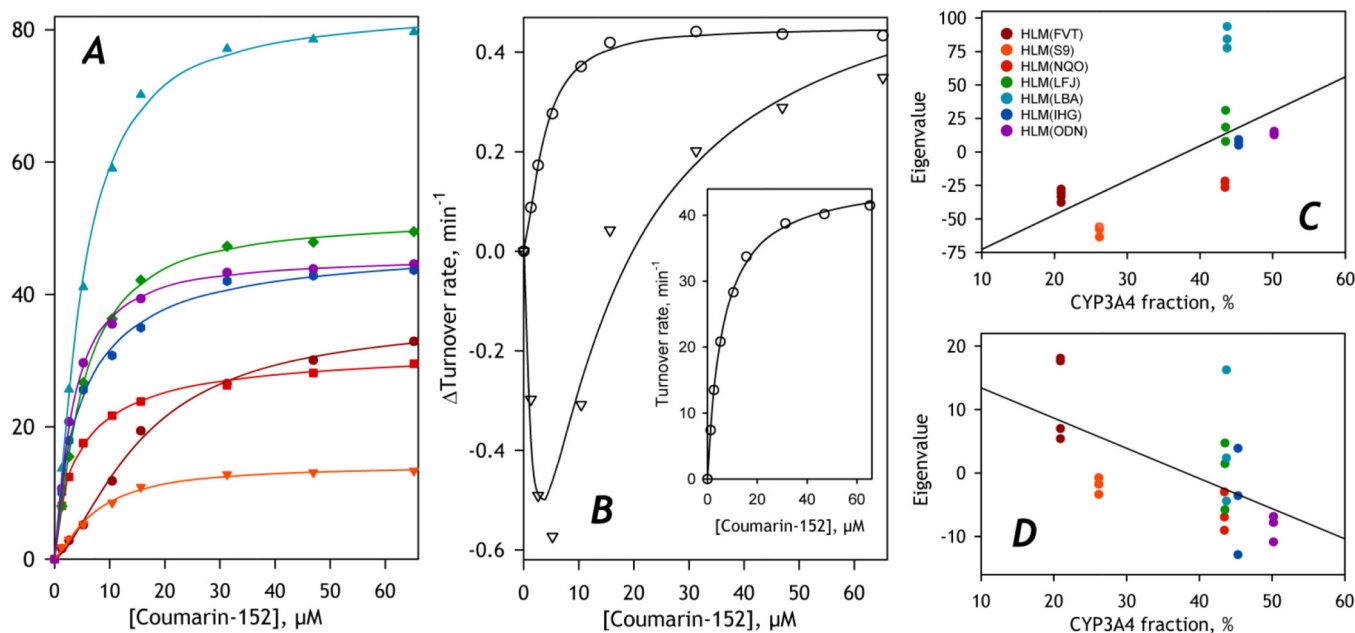 A
80
60
40
20
0
0 10 20 30 40 50 60
[Coumarin-152], µM
B
ΔTurnover rate, min⁻¹
0.4
0.2
0.0
-0.2
-0.4
-0.6
0 10 20 30 40 50 60
[Coumarin-152], µM
Turnover rate, min⁻¹
40
30
20
10
0
0 20 40 60
[Coumarin-152], µM
C
Eigenvalue
100
75
50
25
0
-25
-50
-75
HLM(FVT)
HLM(S9)
HLM(NQO)
HLM(LFJ)
HLM(LBA)
HLM(IHG)
HLM(ODN)
10 20 30 40 50 60
CYP3A4 fraction, %
D
Eigenvalue
20
10
0
-10
10 20 30 40 50 60
CYP3A4 fraction, %